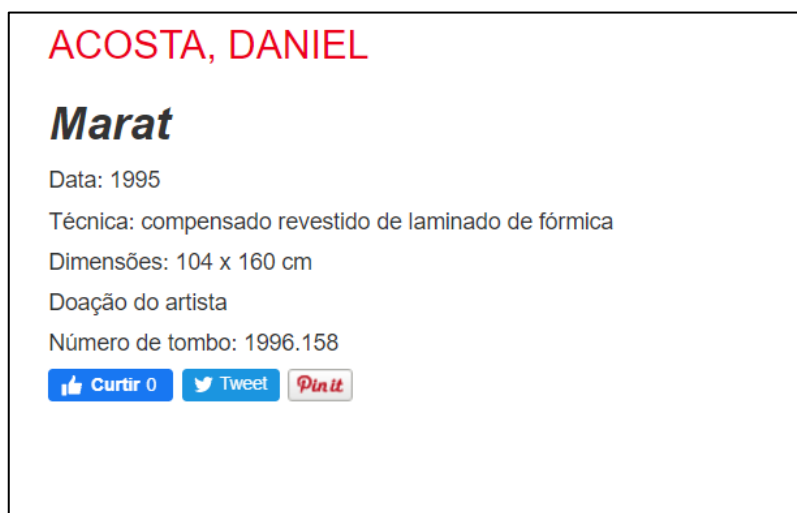 ACOSTA, DANIEL
Marat
Data: 1995
Técnica: compensado revestido de laminado de fórmica
Dimensões: 104 x 160 cm
Doação do artista
Número de tombo: 1996.158
Curtir 0 Tweet Pin it